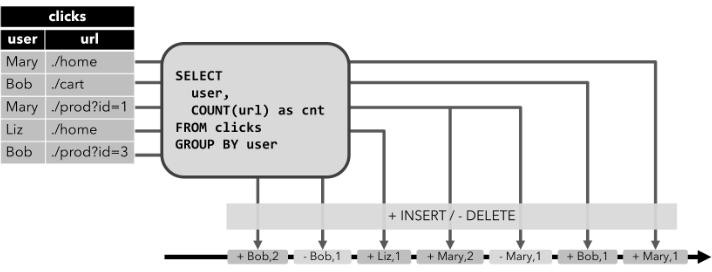 clicks
user url
Mary ./home
Bob ./cart
Mary ./prod?id=1
Liz ./home
Bob ./prod?id=3
SELECT
user,
COUNT(url) as cnt
FROM clicks
GROUP BY user
+ INSERT / - DELETE
+ Bob,2 - Bob,1 + Liz,1 + Mary,2 - Mary,1 + Bob,1 + Mary,1